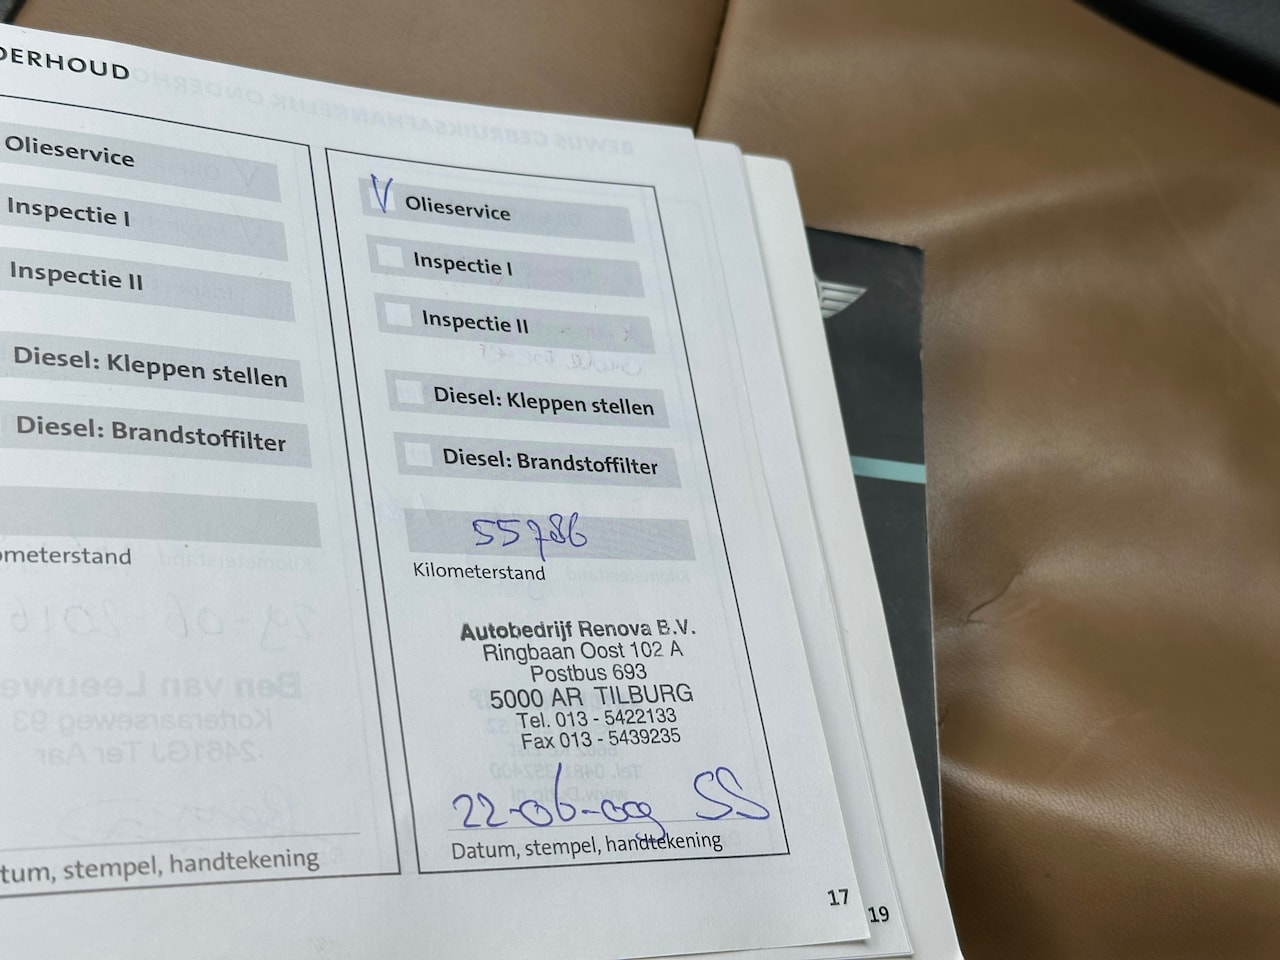 DERHOUD
Olieservice
Inspectie I
Inspectie II
Diesel: Kleppen stellen
Diesel: Brandstoffilter
ometerstand
tum, stempel, handtekening
V Olieservice
Inspectie I
Inspectie II
Diesel: Kleppen stellen
Diesel: Brandstoffilter
55786
Kilometerstand
Autobedrijf Renova B.V.
Ringbaan Oost 102 A
Postbus 693
5000 AR TILBURG
Tel. 013 - 5422133
Fax 013 - 5439235
22-06-09 SS
Datum, stempel, handtekening
17
19